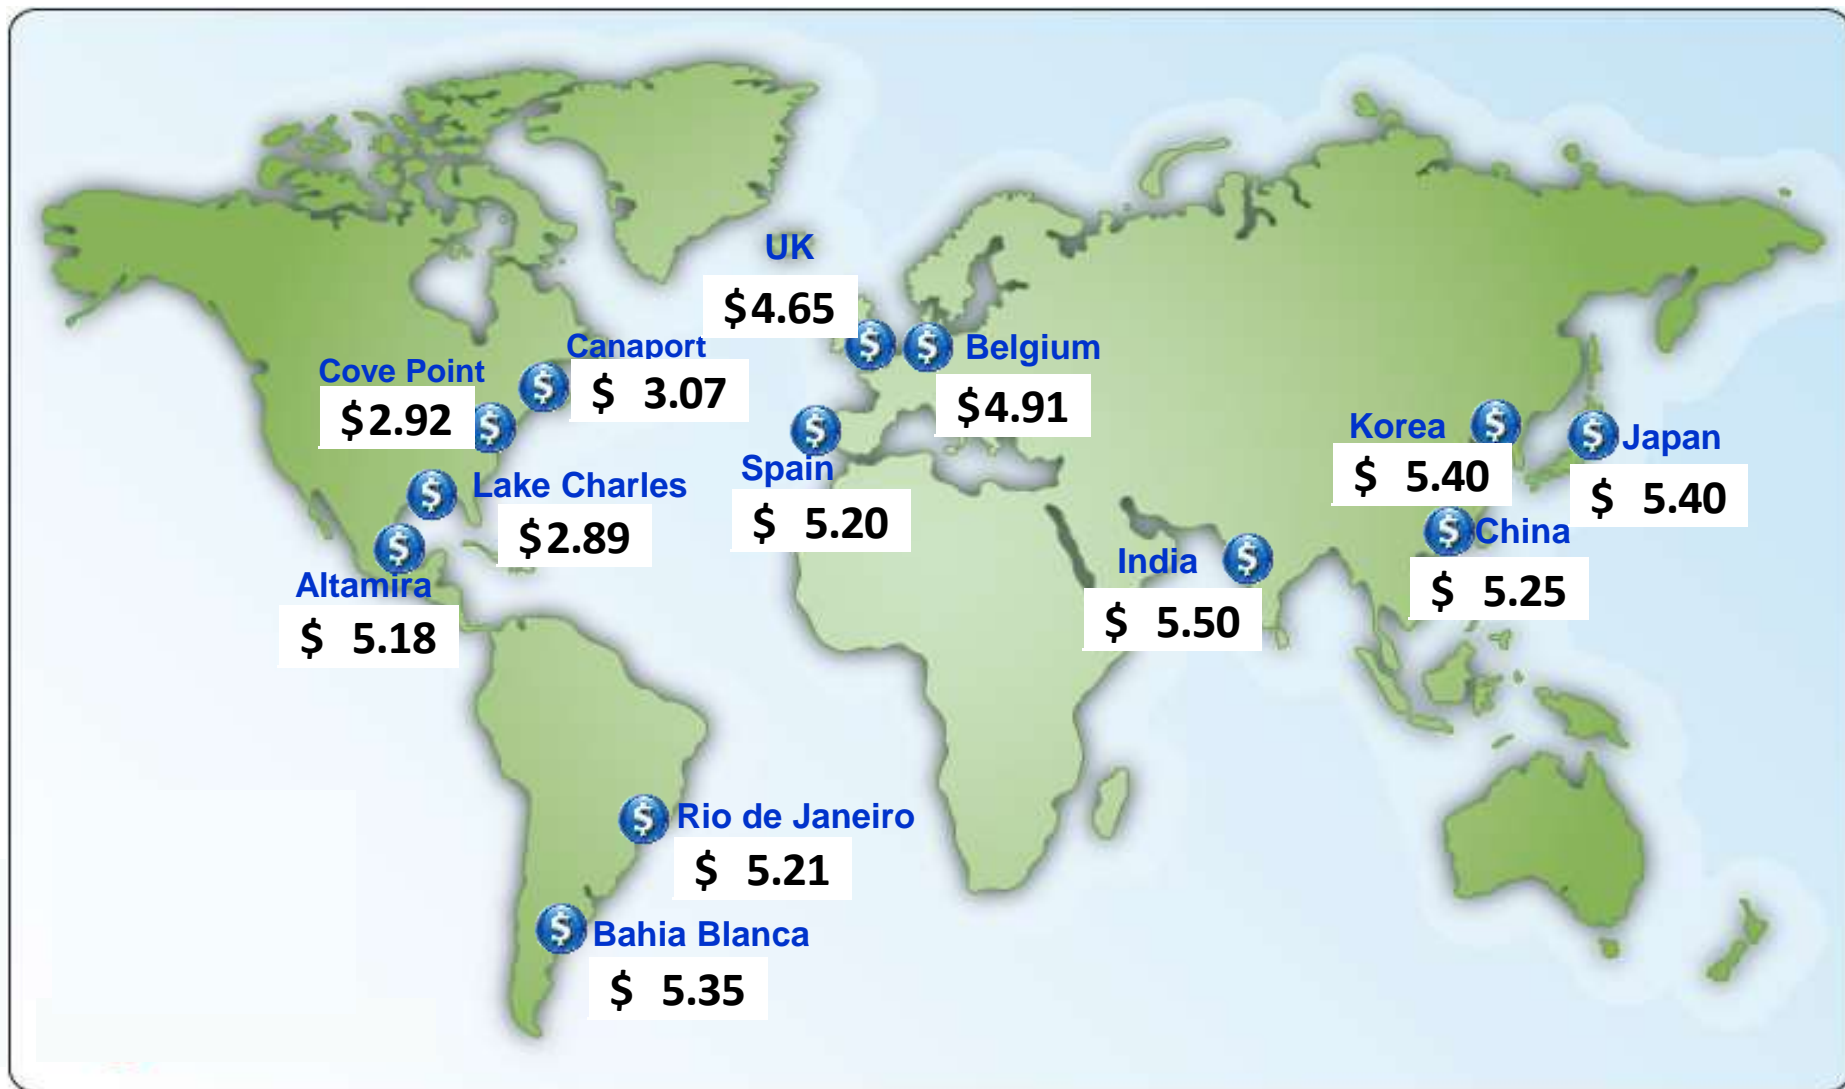 UK
$4.65
Canaport
$ 3.07
Cove Point
$2.92
Belgium
$4.91
Lake Charles
$2.89
Spain
$ 5.20
Altamira
$ 5.18
Korea
$ 5.40
Japan
$ 5.40
China
$ 5.25
India
$ 5.50
Rio de Janeiro
$ 5.21
Bahia Blanca
$ 5.35